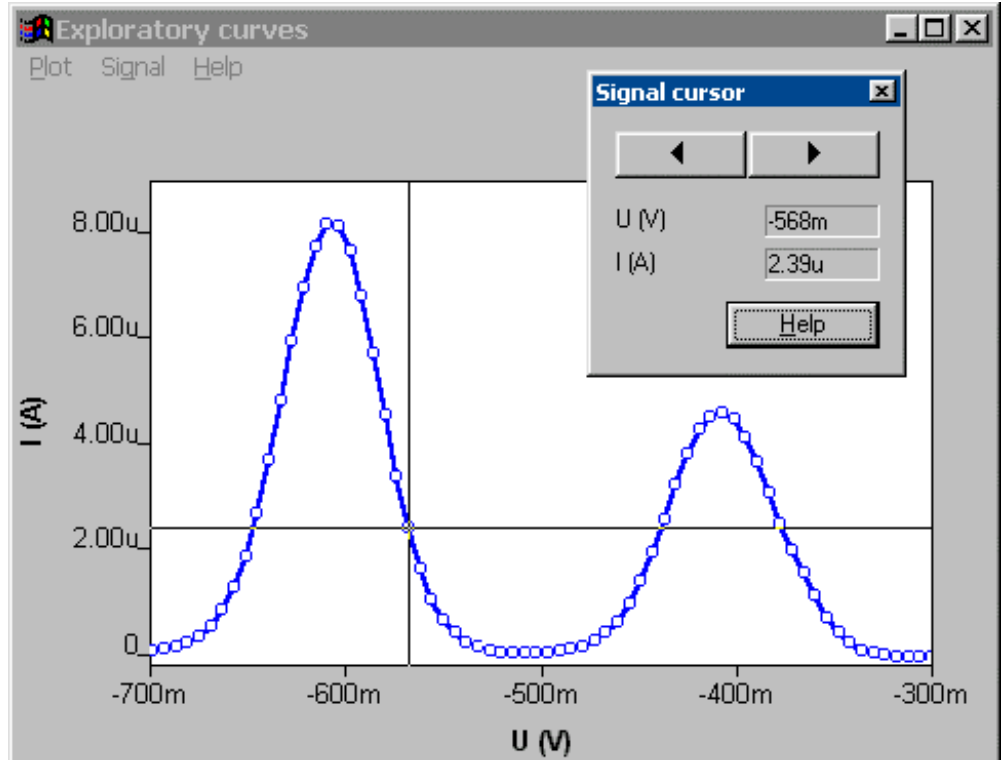 Exploratory curves
Plot Signal Help
Signal cursor
U (V) -568m
I (A) 2.39u
Help
8.00u
6.00u
4.00u
2.00u
0
I (A)
-700m -600m -500m -400m -300m
U (V)